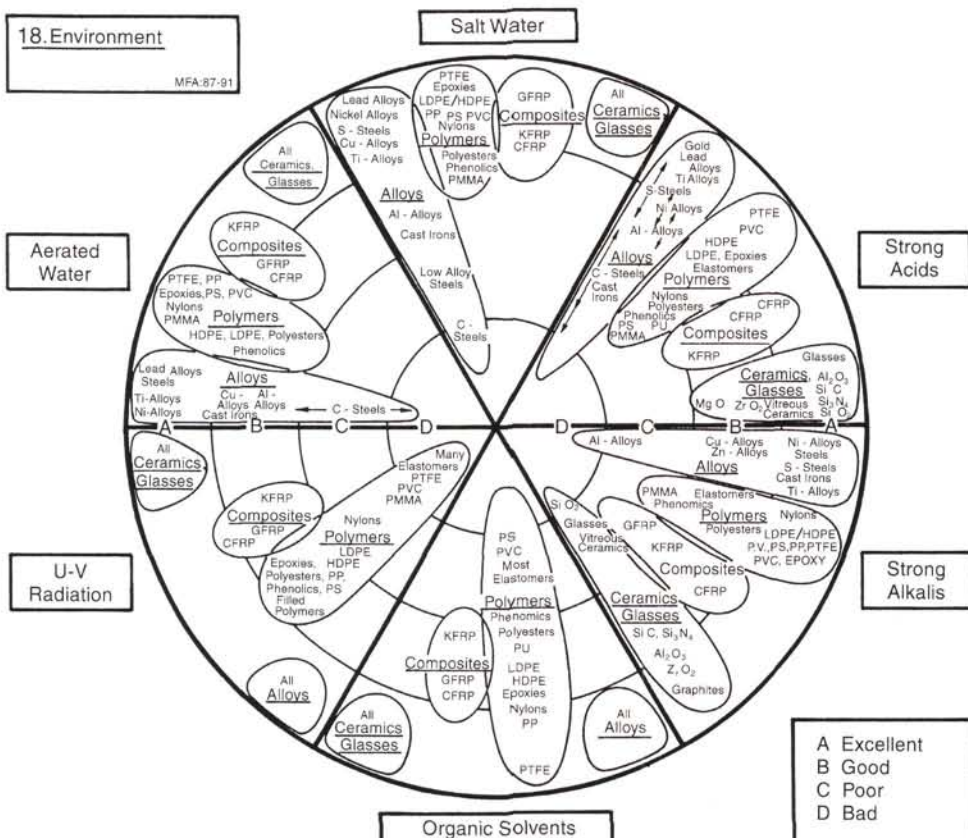 18.Environment
MFA:87-91
Salt Water
Lead Alloys
Nickel Alloys
S - Steels
Cu - Alloys
Ti - Alloys
Alloys
Al - Alloys
Cast Irons
Low Alloy
Steels
C -
Steels
PTFE
Epoxies
LDPE/HDPE
PP PS PVC
Nylons
Polymers
Polyesters
Phenolics
PMMA
GFRP
Composites
KFRP
CFRP
All
Ceramics
Glasses
Strong
Acids
Gold
Lead
Alloys
Ti Alloys
S-Steels
Ni Alloys
Al - Alloys
Alloys
C - Steels
Cast
Irons
PTFE
PVC
HDPE
LDPE, Epoxies
Elastomers
Polymers
Nylons
Polyesters
Phenolics
PS PU
PMMA
CFRP
CFRP
Composites
KFRP
Glasses
Ceramics,
Glasses
Al2O3
Si C
Si3N4
Si O2
Mg O
Zr O2
Vitreous
Ceramics
Aerated
Water
All
Ceramics,
Glasses
KFRP
Composites
GFRP
CFRP
PTFE, PP
Epoxies,PS, PVC
Nylons
PMMA
Polymers
HDPE, LDPE, Polyesters
Phenolics
Lead Alloys
Steels
Ti-Alloys
Ni-Alloys
Alloys
Cu -
Alloys
Al -
Alloys
Cast Irons
C - Steels
A B C D D C B A
U-V
Radiation
All
Ceramics
Glasses
KFRP
Composites
GFRP
CFRP
Many
Elastomers
PTFE
PVC
PMMA
Nylons
Polymers
LDPE
HDPE
Epoxies,
Polyesters, PP,
Phenolics, PS
Filled
Polymers
All
Alloys
Organic Solvents
All
Ceramics
Glasses
KFRP
Composites
GFRP
CFRP
PS
PVC
Most
Elastomers
Polymers
Phenomics
Polyesters
PU
LDPE
HDPE
Epoxies
Nylons
PP
PTFE
All
Alloys
Strong
Alkalis
Al - Alloys
Cu - Alloys
Zn - Alloys
Alloys
Ni - Alloys
Steels
S - Steels
Cast Irons
Ti - Alloys
PMMA
Phenomics
Elastomers
Polymers
Polyesters
Nylons
LDPE/HDPE
P.V.,PS,PP,PTFE
PVC, EPOXY
GFRP
KFRP
Composites
CFRP
Si O2
Glasses
Vitreous
Ceramics
Ceramics
Glasses
Si C, Si3N4
Al2O3
Z, O2
Graphites
A Excellent
B Good
C Poor
D Bad